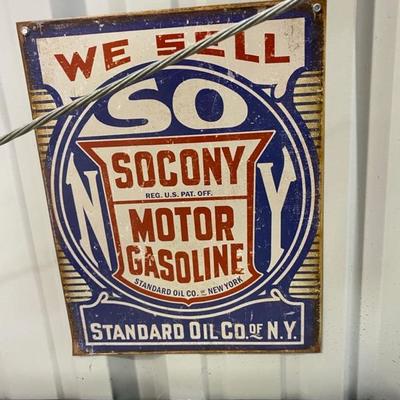 WE SELL
SO
N Y
SOCONY
REG. U.S. PAT. OFF.
MOTOR
GASOLINE
STANDARD OIL CO. OF NEW YORK
STANDARD OIL CO. OF N.Y.